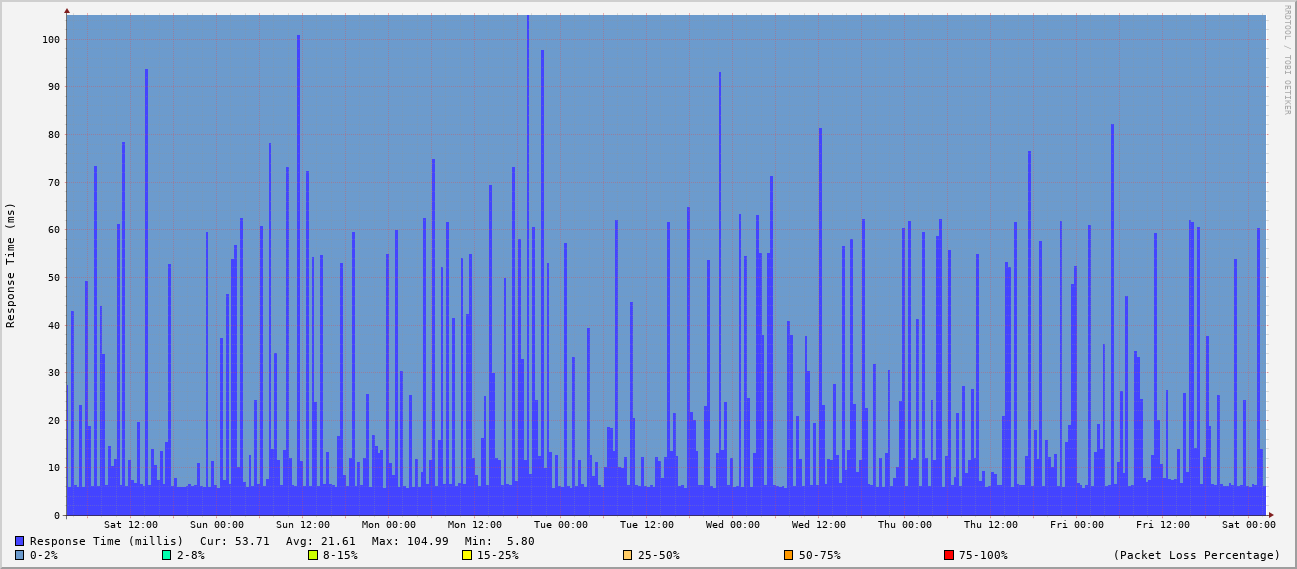 RRDTOOL / TOBI OETIKER
Response Time (ms)
100
90
80
70
60
50
40
30
20
10
0
Sat 12:00 Sun 00:00 Sun 12:00 Mon 00:00 Mon 12:00 Tue 00:00 Tue 12:00 Wed 00:00 Wed 12:00 Thu 00:00 Thu 12:00 Fri 00:00 Fri 12:00 Sat 00:00
Response Time (millis) Cur: 53.71 Avg: 21.61 Max: 104.99 Min: 5.80
0-2% 2-8% 8-15% 15-25% 25-50% 50-75% 75-100% (Packet Loss Percentage)